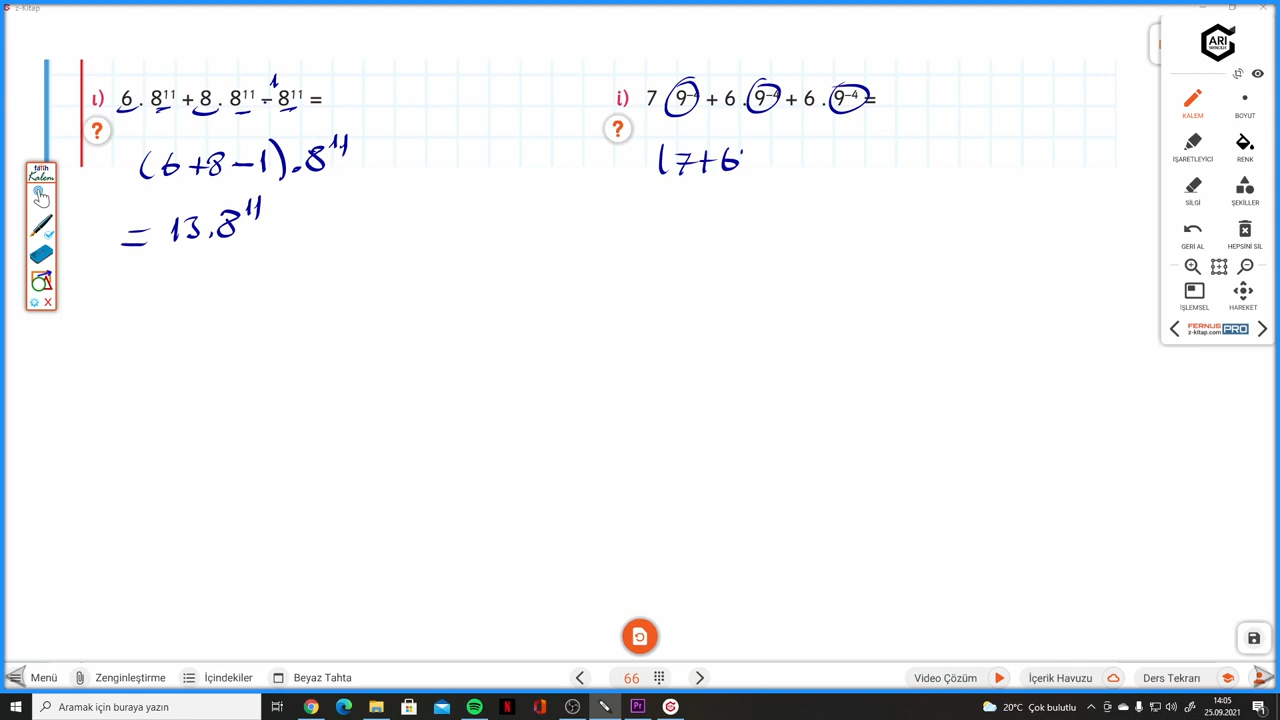 z-Kitap
ı) 6 . 8¹¹ + 8 . 8¹¹ – 8¹¹ =
1
(6+8–1).8¹¹
= 13.8¹¹
i) 7 9⁻⁴ + 6 . 9⁻⁴ + 6 . 9⁻⁴ =
(7+6
?
?
fatih
Kalem
ARI
YAYINCILIK
KALEM
BOYUT
İŞARETLEYİCİ
RENK
SİLGİ
ŞEKİLLER
GERİ AL
HEPSİNİ SİL
İŞLEMSEL
HAREKET
FERNUS
z-kitap.com PRO
Menü
Zenginleştirme
İçindekiler
Beyaz Tahta
66
Video Çözüm
İçerik Havuzu
Ders Tekrarı
Aramak için buraya yazın
20°C Çok bulutlu
14:05
25.09.2021